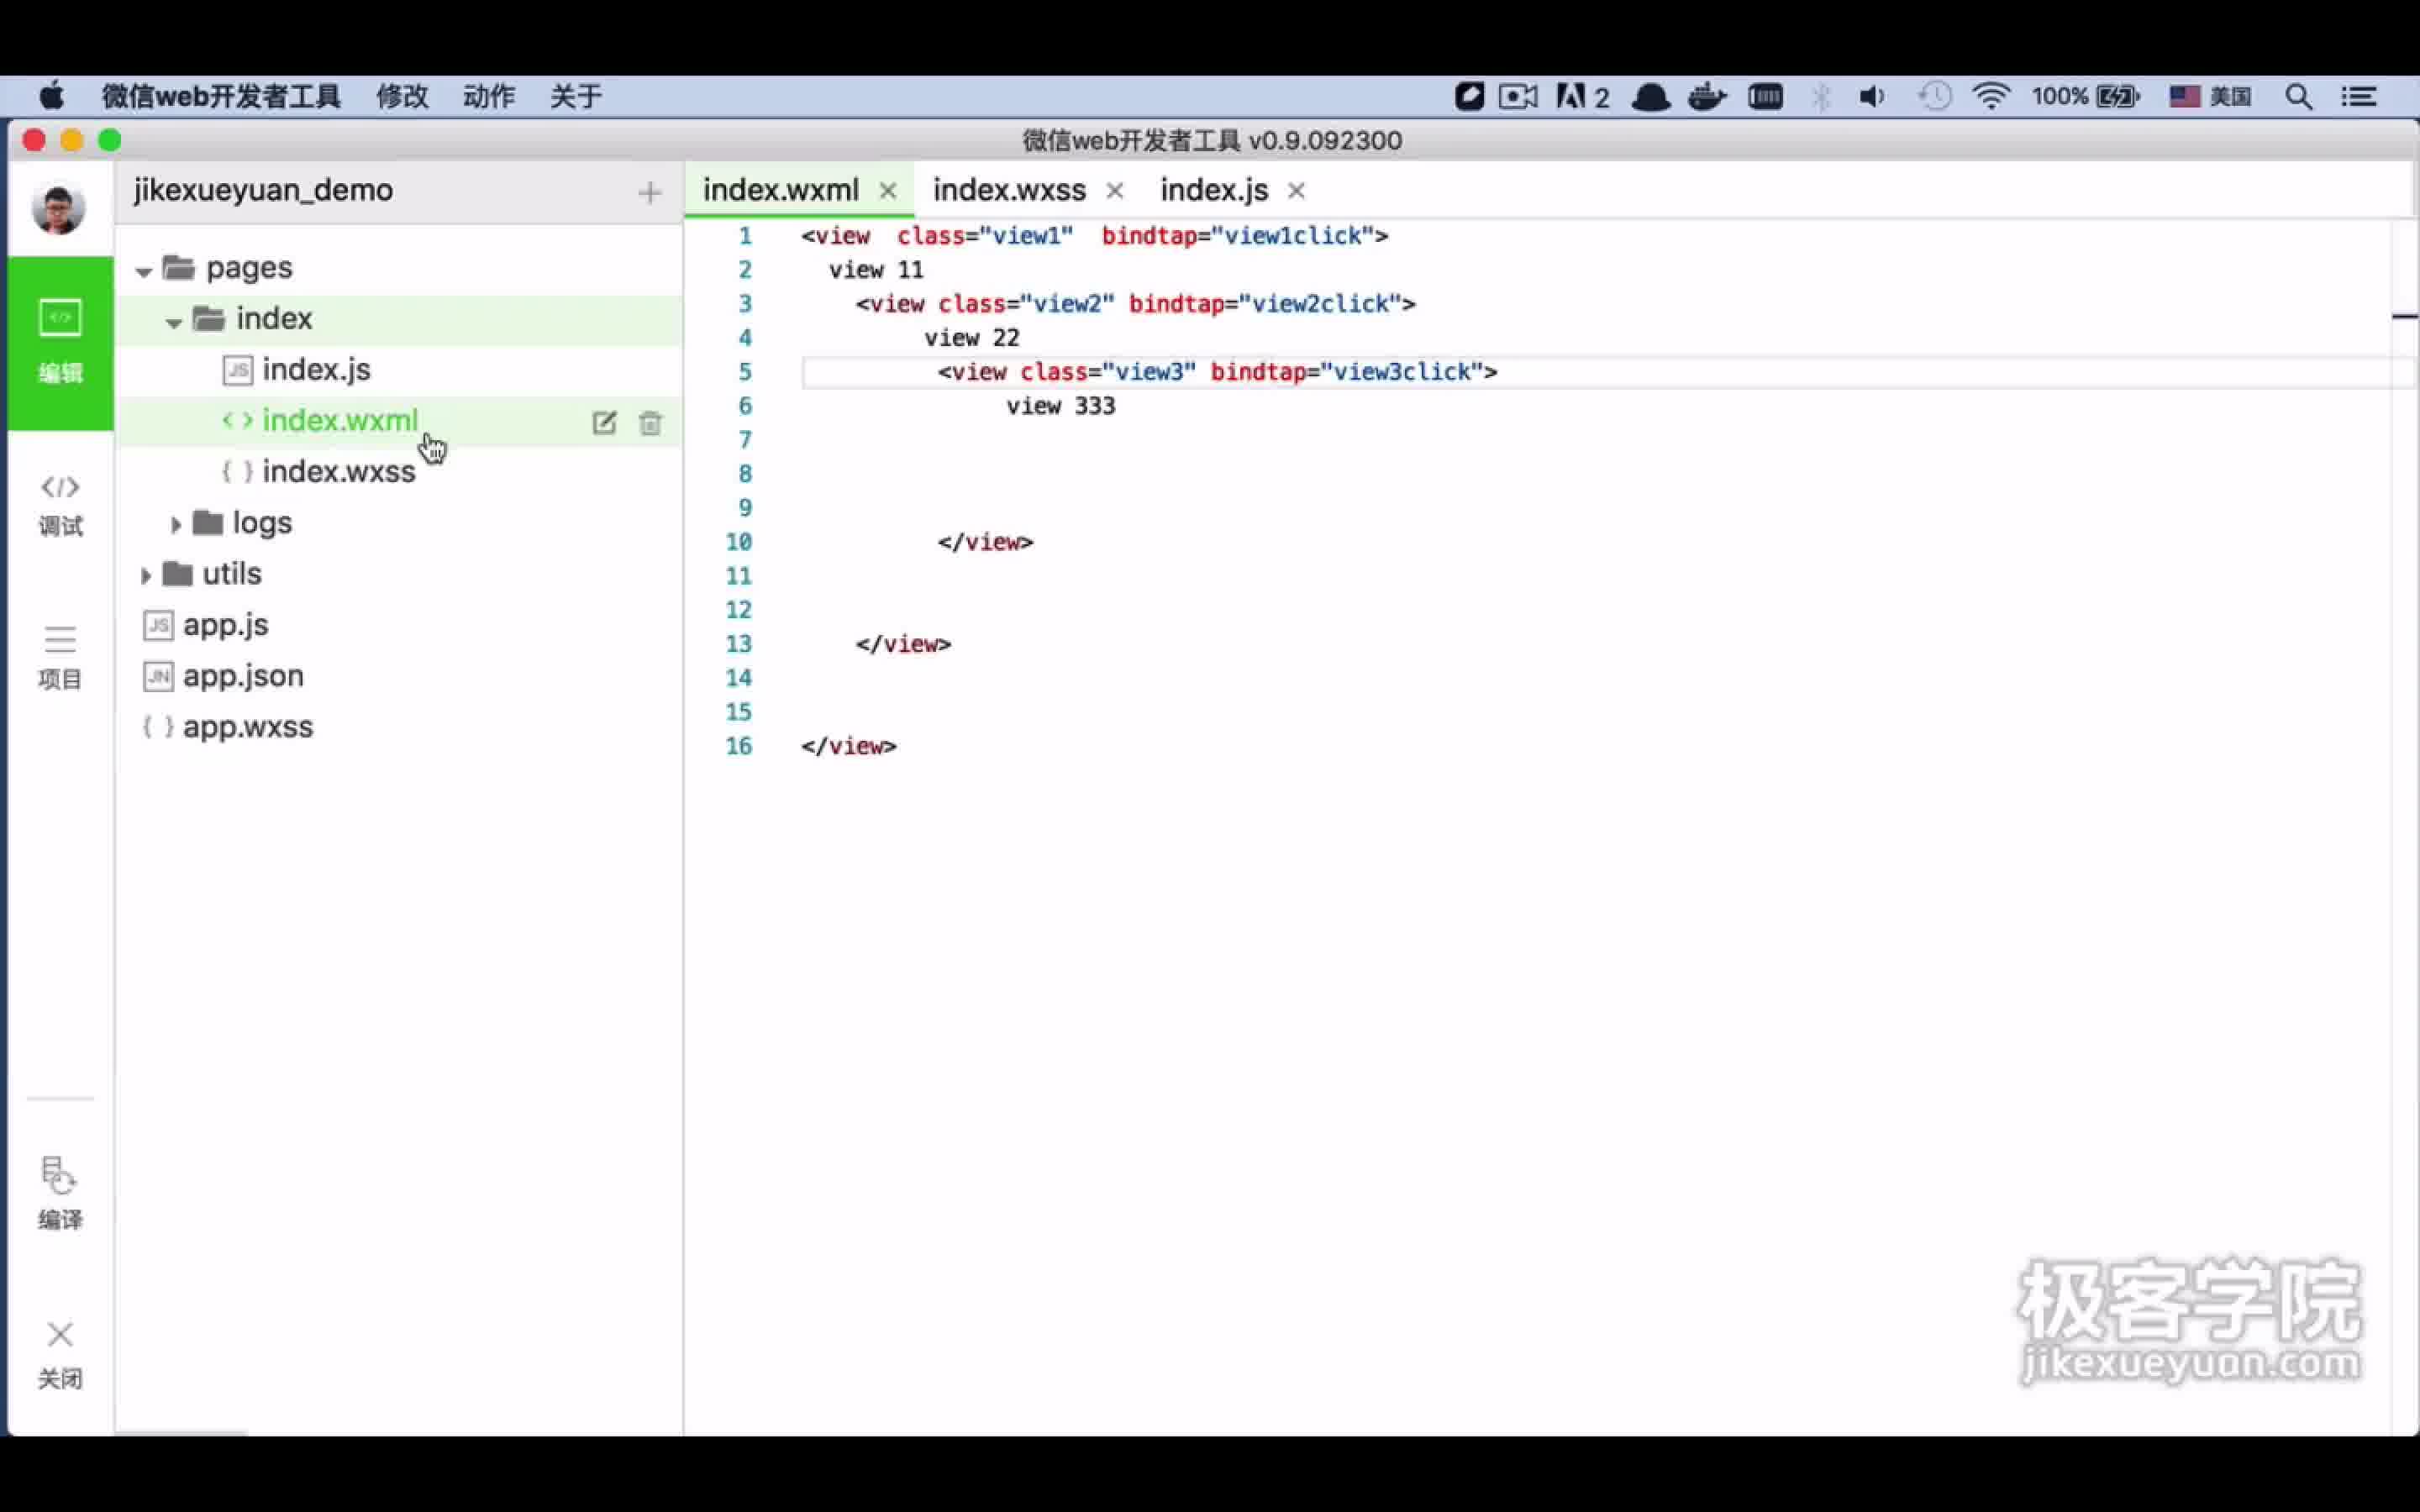 微信web开发者工具 修改 动作 关于 2 100% 美国
微信web开发者工具 v0.9.092300
jikexueyuan_demo
index.wxml index.wxss index.js
pages
index
JS index.js
< > index.wxml
{ } index.wxss
logs
utils
JS app.js
JN app.json
{ } app.wxss
</>
编辑
</>
调试
项目
编译
关闭
1 <view  class="view1"  bindtap="view1click">
2 view 11
3 <view class="view2" bindtap="view2click">
4 view 22
5 <view class="view3" bindtap="view3click">
6 view 333
7
8
9
10 </view>
11
12
13 </view>
14
15
16 </view>
极客学院
jikexueyuan.com